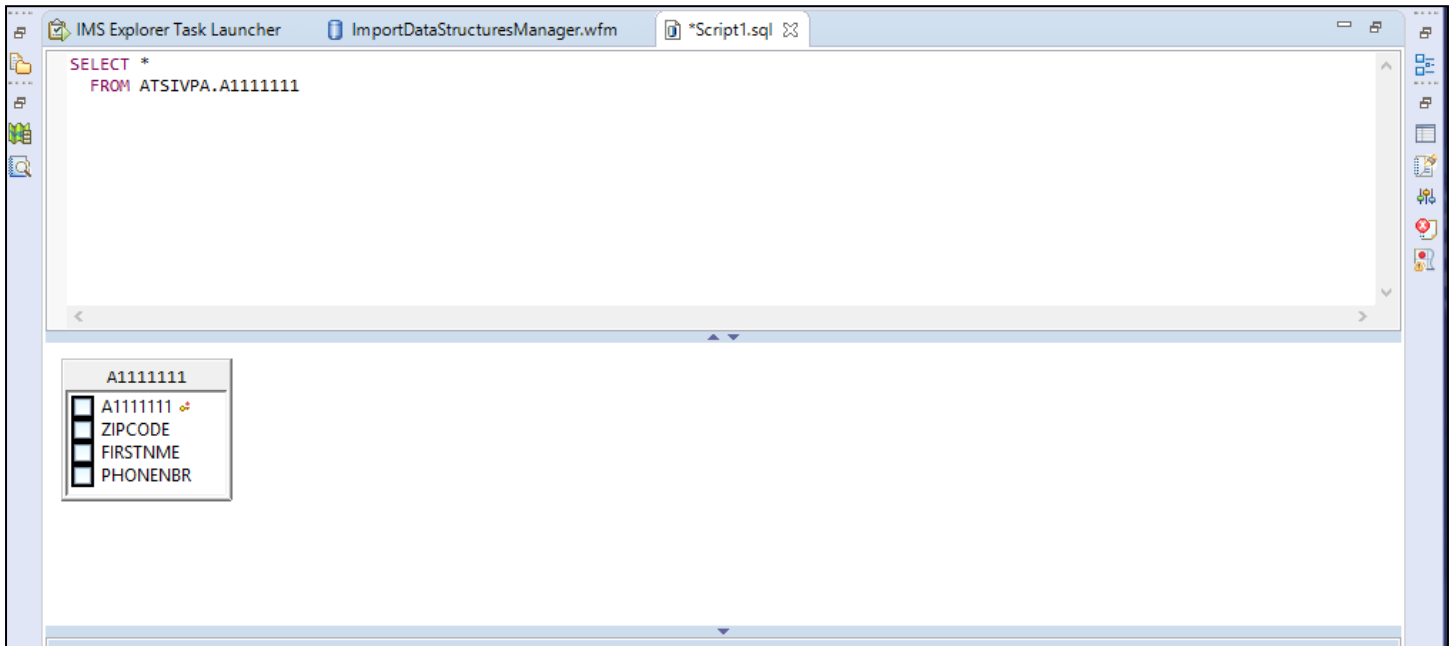 IMS Explorer Task Launcher
ImportDataStructuresManager.wfm
*Script1.sql
SELECT *
FROM ATSIVPA.A1111111
A1111111
A1111111
ZIPCODE
FIRSTNME
PHONENBR